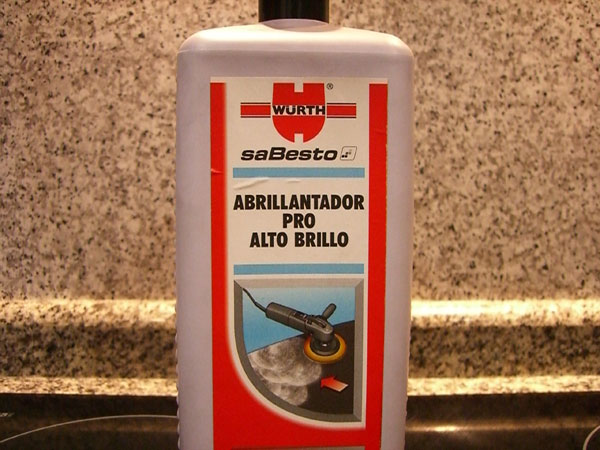 WÜRTH
®
saBesto
ABRILLANTADOR
PRO
ALTO BRILLO